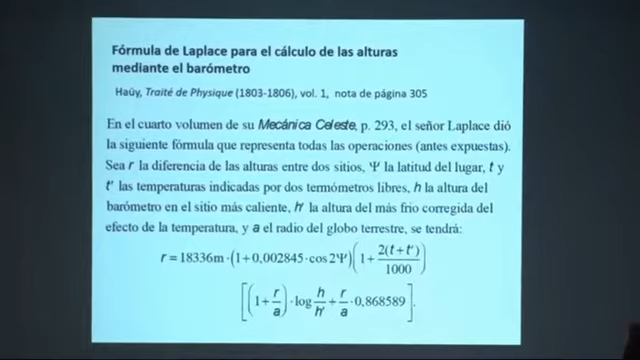 Fórmula de Laplace para el cálculo de las alturas
mediante el barómetro
Haüy, Traité de Physique (1803-1806), vol. 1, nota de página 305
En el cuarto volumen de su Mecánica Celeste, p. 293, el señor Laplace dió
la siguiente fórmula que representa todas las operaciones (antes expuestas).
Sea r la diferencia de las alturas entre dos sitios, Ψ la latitud del lugar, t y
t' las temperaturas indicadas por dos termómetros libres, h la altura del
barómetro en el sitio más caliente, h' la altura del más frio corregida del
efecto de la temperatura, y a el radio del globo terrestre, se tendrá:
r = 18336m·(1+0,002845·cos2Ψ)(1+2(t+t')/1000)
[(1+r/a)·log h/h' + r/a·0,868589].